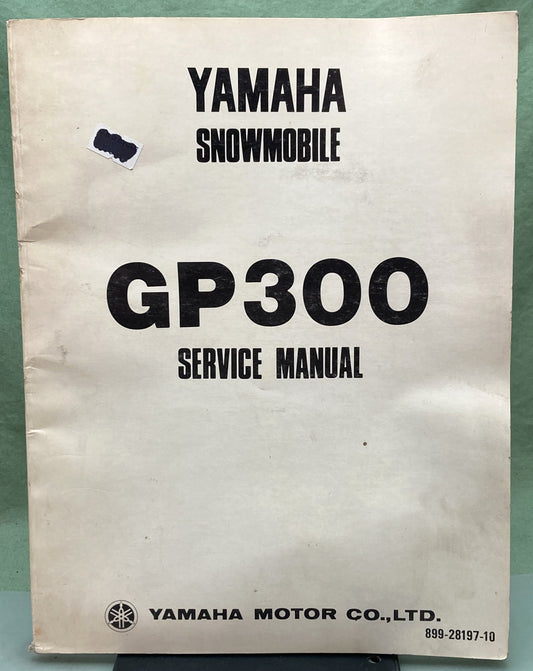 YAMAHA
SNOWMOBILE
GP300
SERVICE MANUAL
YAMAHA MOTOR CO.,LTD.
899-28197-10